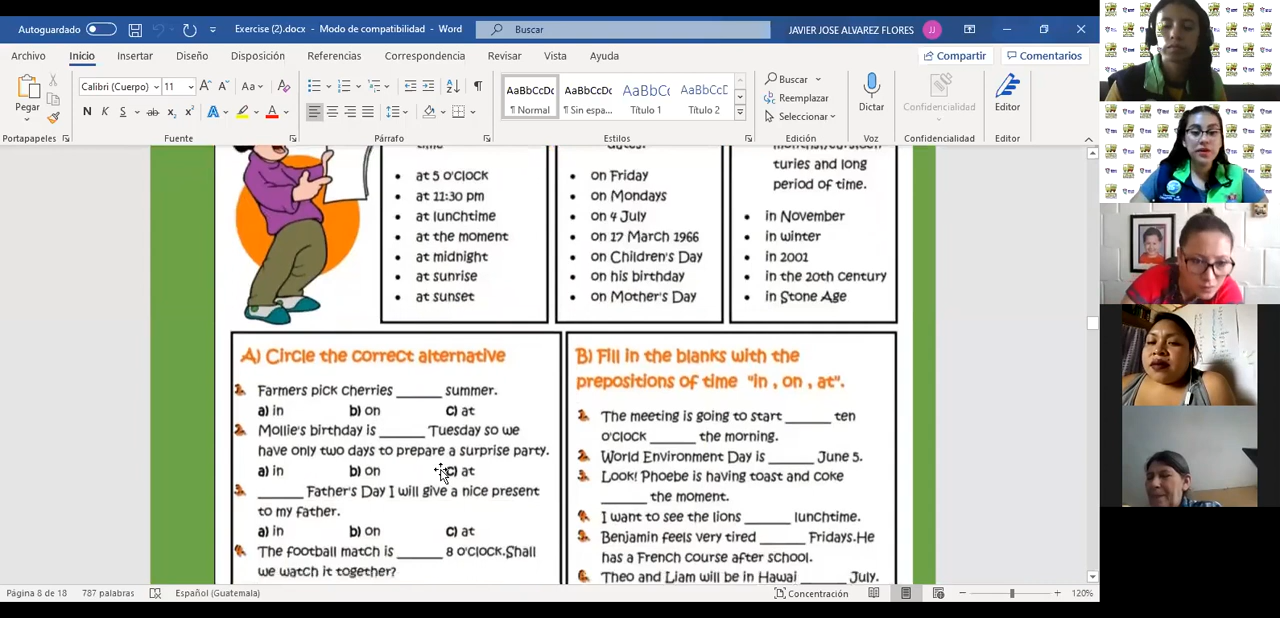 Autoguardado
Exercise (2).docx - Modo de compatibilidad - Word
Buscar
JAVIER JOSE ALVAREZ FLORES
JJ
Archivo Inicio Insertar Diseño Disposición Referencias Correspondencia Revisar Vista Ayuda
Compartir Comentarios
Pegar
Calibri (Cuerpo) 11
N K S
AaBbCcDc AaBbCcDc AaBbCc AaBbCcD
¶ Normal ¶ Sin espa... Título 1 Título 2
Buscar
Reemplazar
Seleccionar
Dictar
Confidencialidad
Editor
Portapapeles Fuente Párrafo Estilos Edición Voz Confidencialidad Editor
at 5 o'clock
at 11:30 pm
at lunchtime
at the moment
at midnight
at sunrise
at sunset
on Friday
on Mondays
on 4 July
on 17 March 1966
on Children's Day
on his birthday
on Mother's Day
turies and long
period of time.
in November
in winter
in 2001
in the 20th century
in Stone Age
A) Circle the correct alternative
1. Farmers pick cherries ______ summer.
a) in b) on c) at
2. Mollie's birthday is ______ Tuesday so we
have only two days to prepare a surprise party.
a) in b) on c) at
3. ______ Father's Day I will give a nice present
to my father.
a) in b) on c) at
4. The football match is ______ 8 o'clock.Shall
we watch it together?
B) Fill in the blanks with the
prepositions of time "in , on , at".
1. The meeting is going to start ______ ten
o'clock ______ the morning.
2. World Environment Day is ______ June 5.
3. Look! Phoebe is having toast and coke
______ the moment.
4. I want to see the lions ______ lunchtime.
5. Benjamin feels very tired ______ Fridays.He
has a French course after school.
6. Theo and Liam will be in Hawai ______ July.
Página 8 de 18 787 palabras Español (Guatemala)
Concentración
120%